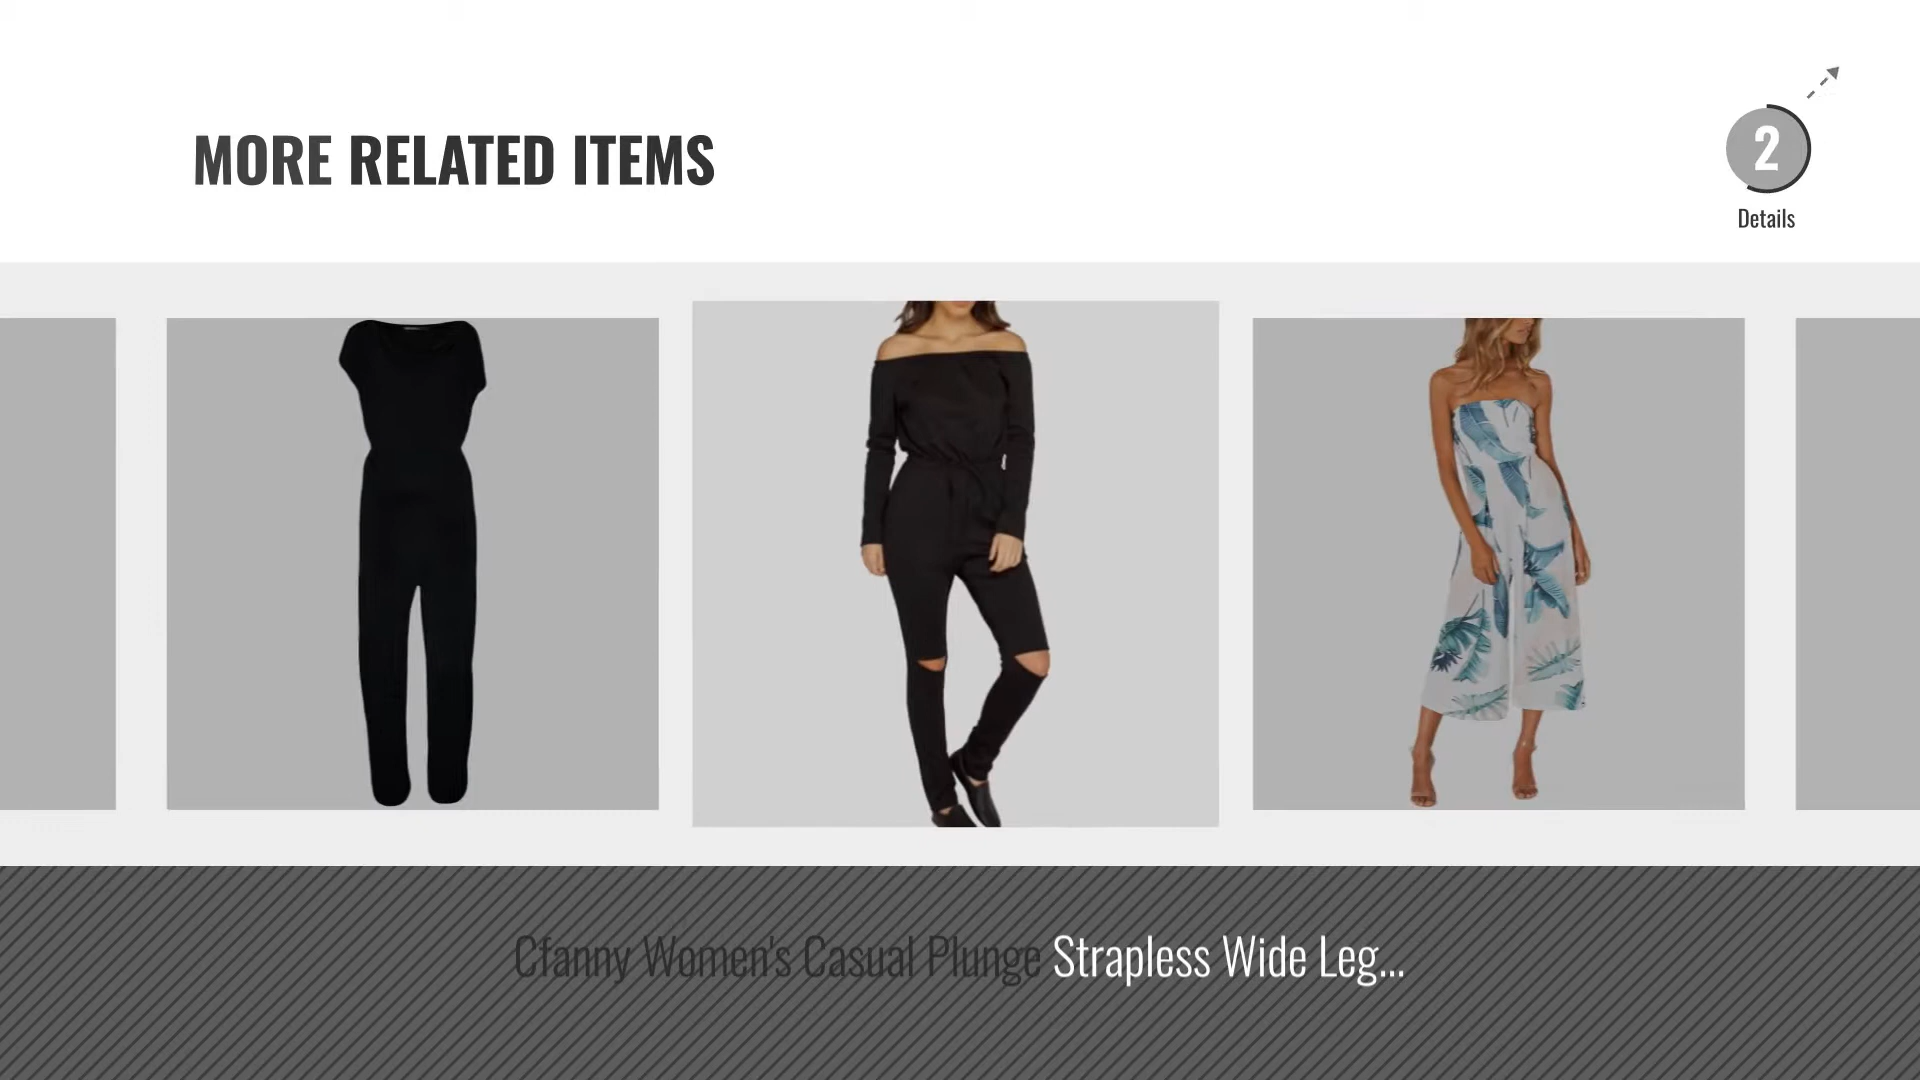 MORE RELATED ITEMS
2
Details
Cfanny Women's Casual Plunge Strapless Wide Leg...